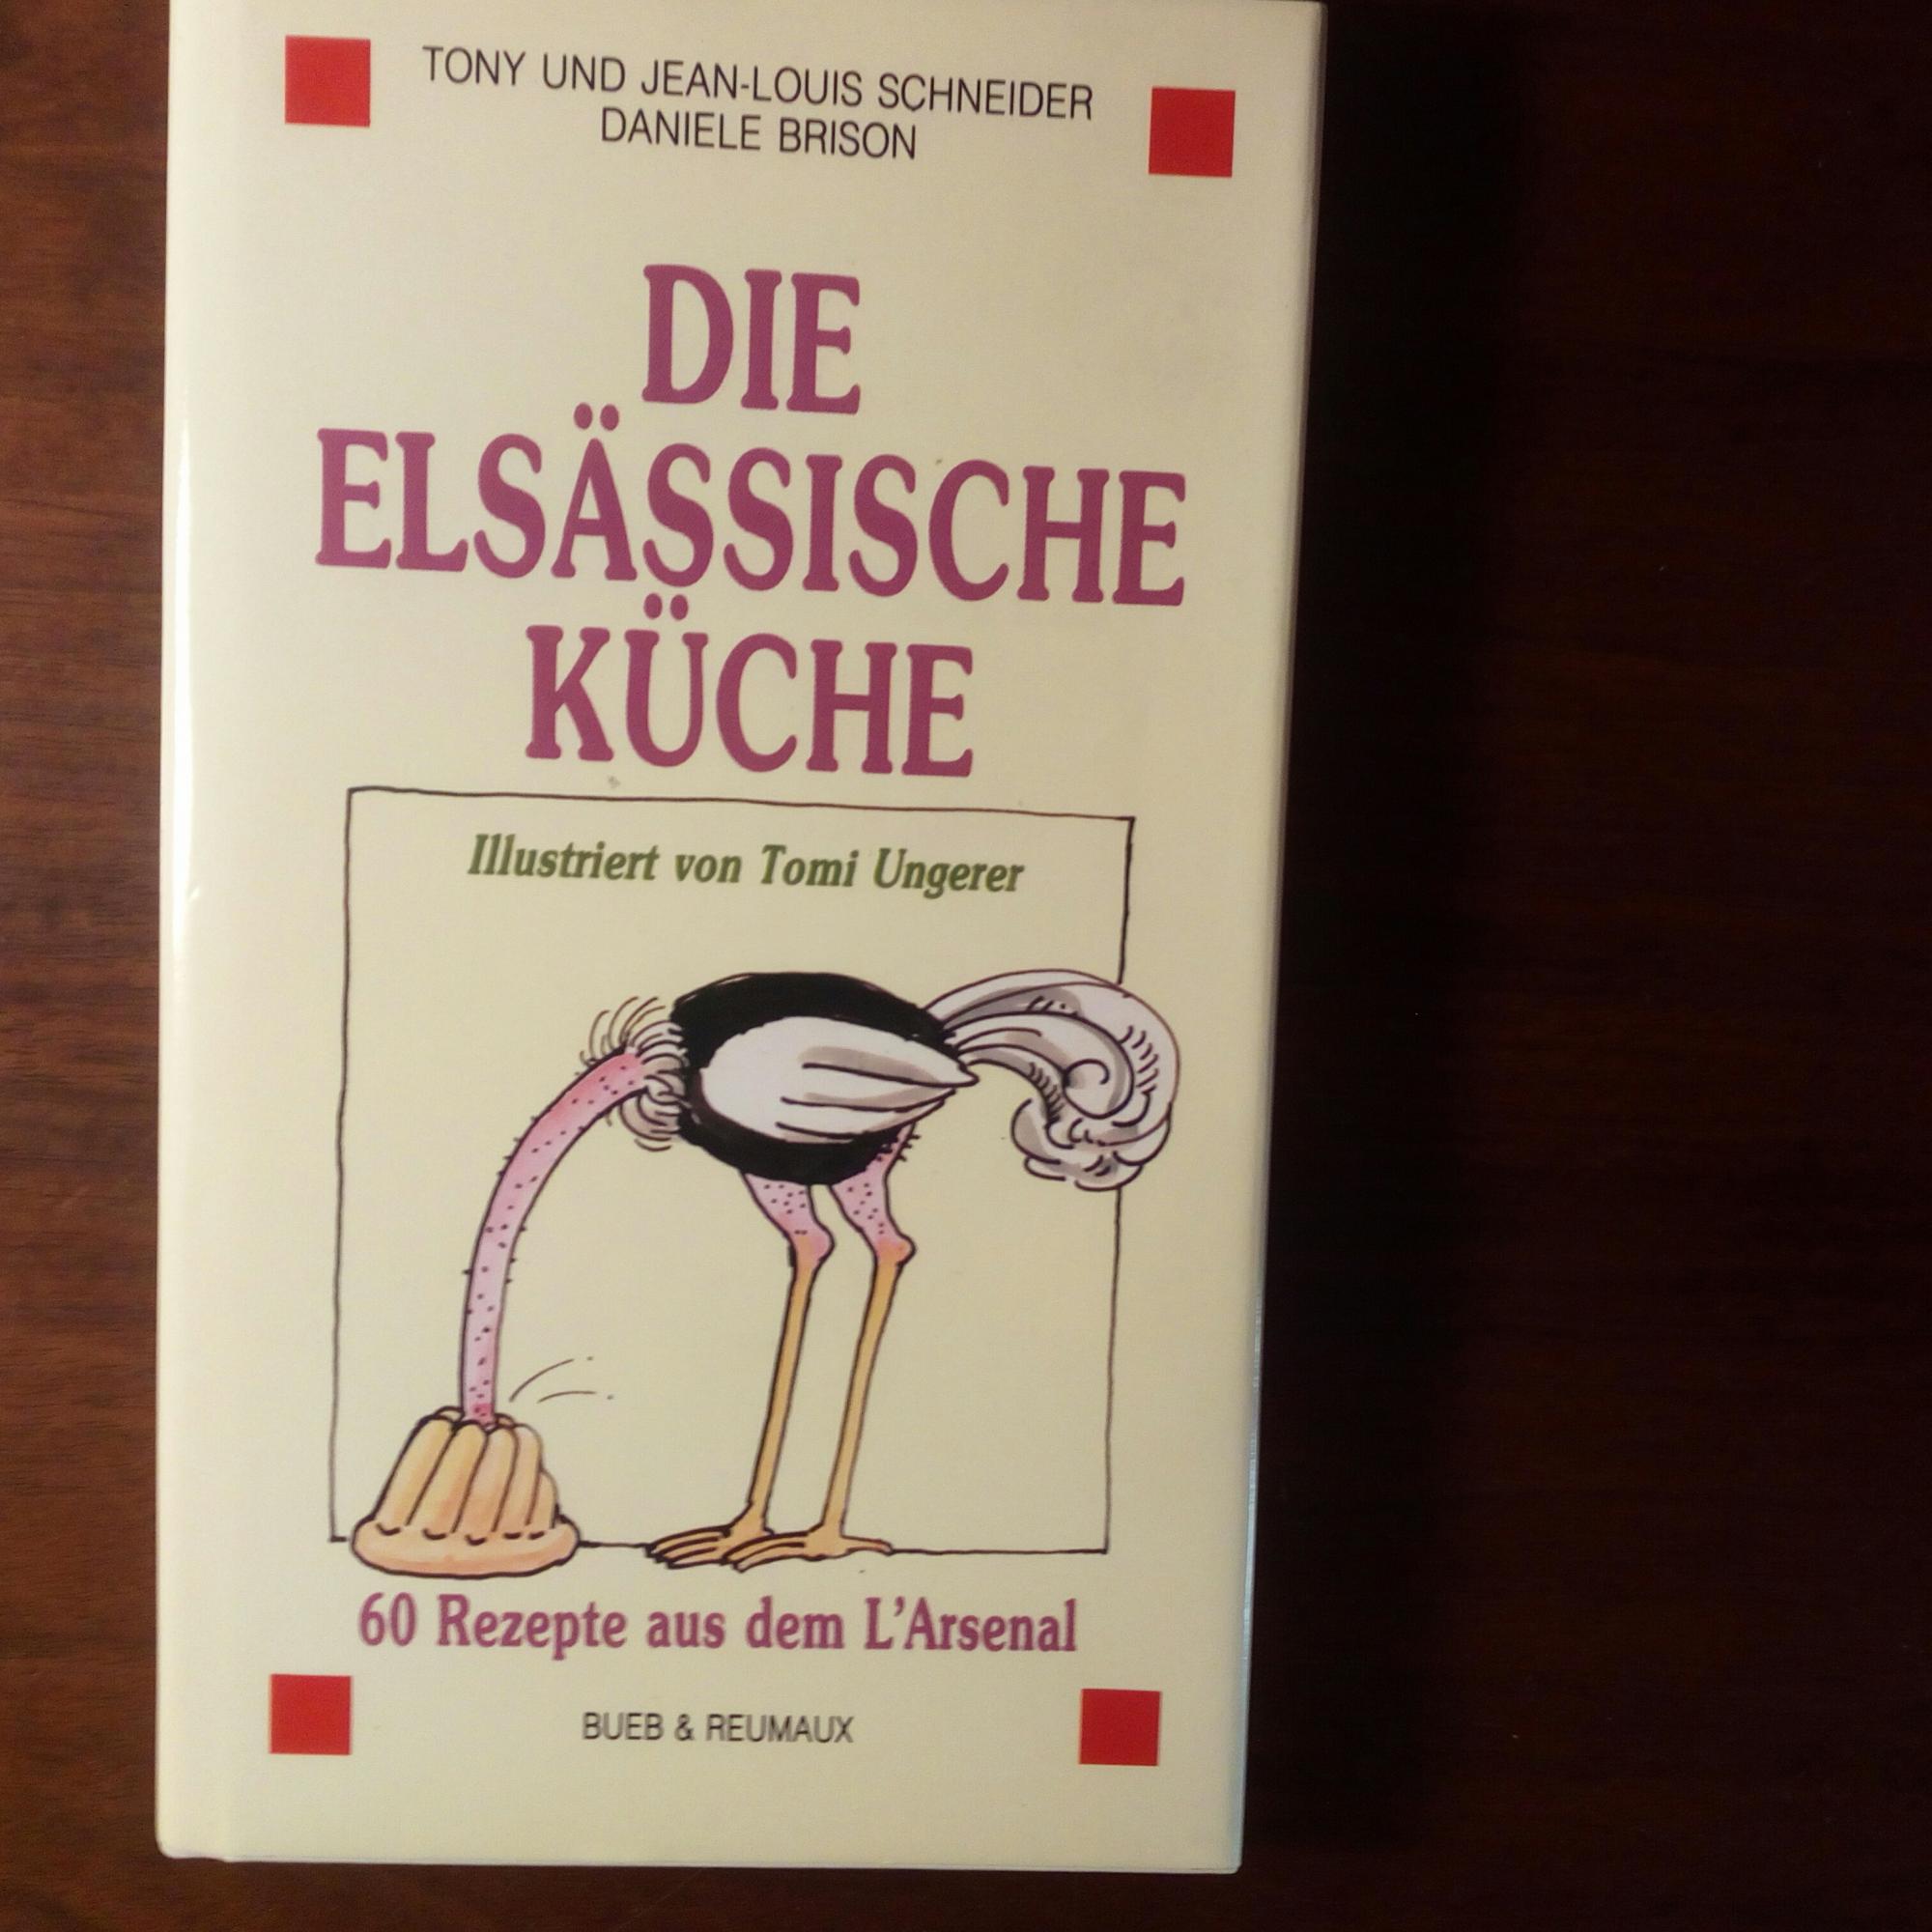 TONY UND JEAN-LOUIS SCHNEIDER
DANIELE BRISON
DIE
ELSÄSSISCHE
KÜCHE
Illustriert von Tomi Ungerer
60 Rezepte aus dem L'Arsenal
BUEB & REUMAUX